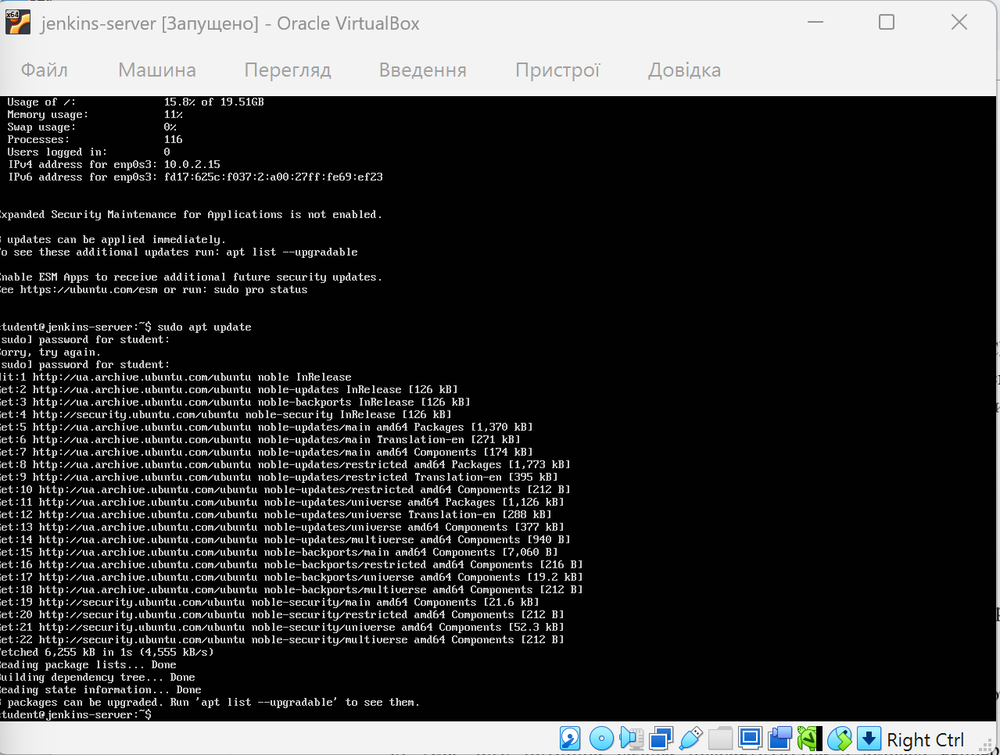 x64
jenkins-server [Запущено] - Oracle VirtualBox
Файл Машина Перегляд Введення Пристрої Довідка
Usage of /: 15.8% of 19.51GB
Memory usage: 11%
Swap usage: 0%
Processes: 116
Users logged in: 0
IPv4 address for enp0s3: 10.0.2.15
IPv6 address for enp0s3: fd17:625c:f037:2:a00:27ff:fe69:ef23
xpanded Security Maintenance for Applications is not enabled.
updates can be applied immediately.
o see these additional updates run: apt list --upgradable
nable ESM Apps to receive additional future security updates.
ee https://ubuntu.com/esm or run: sudo pro status
tudent@jenkins-server:~$ sudo apt update
sudo] password for student:
orry, try again.
sudo] password for student:
it:1 http://ua.archive.ubuntu.com/ubuntu noble InRelease
et:2 http://ua.archive.ubuntu.com/ubuntu noble-updates InRelease [126 kB]
et:3 http://ua.archive.ubuntu.com/ubuntu noble-backports InRelease [126 kB]
et:4 http://security.ubuntu.com/ubuntu noble-security InRelease [126 kB]
et:5 http://ua.archive.ubuntu.com/ubuntu noble-updates/main amd64 Packages [1,370 kB]
et:6 http://ua.archive.ubuntu.com/ubuntu noble-updates/main Translation-en [271 kB]
et:7 http://ua.archive.ubuntu.com/ubuntu noble-updates/main amd64 Components [174 kB]
et:8 http://ua.archive.ubuntu.com/ubuntu noble-updates/restricted amd64 Packages [1,773 kB]
et:9 http://ua.archive.ubuntu.com/ubuntu noble-updates/restricted Translation-en [395 kB]
et:10 http://ua.archive.ubuntu.com/ubuntu noble-updates/restricted amd64 Components [212 B]
et:11 http://ua.archive.ubuntu.com/ubuntu noble-updates/universe amd64 Packages [1,126 kB]
et:12 http://ua.archive.ubuntu.com/ubuntu noble-updates/universe Translation-en [288 kB]
et:13 http://ua.archive.ubuntu.com/ubuntu noble-updates/universe amd64 Components [377 kB]
et:14 http://ua.archive.ubuntu.com/ubuntu noble-updates/multiverse amd64 Components [940 B]
et:15 http://ua.archive.ubuntu.com/ubuntu noble-backports/main amd64 Components [7,060 B]
et:16 http://ua.archive.ubuntu.com/ubuntu noble-backports/restricted amd64 Components [216 B]
et:17 http://ua.archive.ubuntu.com/ubuntu noble-backports/universe amd64 Components [19.2 kB]
et:18 http://ua.archive.ubuntu.com/ubuntu noble-backports/multiverse amd64 Components [212 B]
et:19 http://security.ubuntu.com/ubuntu noble-security/main amd64 Components [21.6 kB]
et:20 http://security.ubuntu.com/ubuntu noble-security/restricted amd64 Components [212 B]
et:21 http://security.ubuntu.com/ubuntu noble-security/universe amd64 Components [52.3 kB]
et:22 http://security.ubuntu.com/ubuntu noble-security/multiverse amd64 Components [212 B]
etched 6,255 kB in 1s (4,555 kB/s)
eading package lists... Done
uilding dependency tree... Done
eading state information... Done
packages can be upgraded. Run 'apt list --upgradable' to see them.
tudent@jenkins-server:~$
Right Ctrl